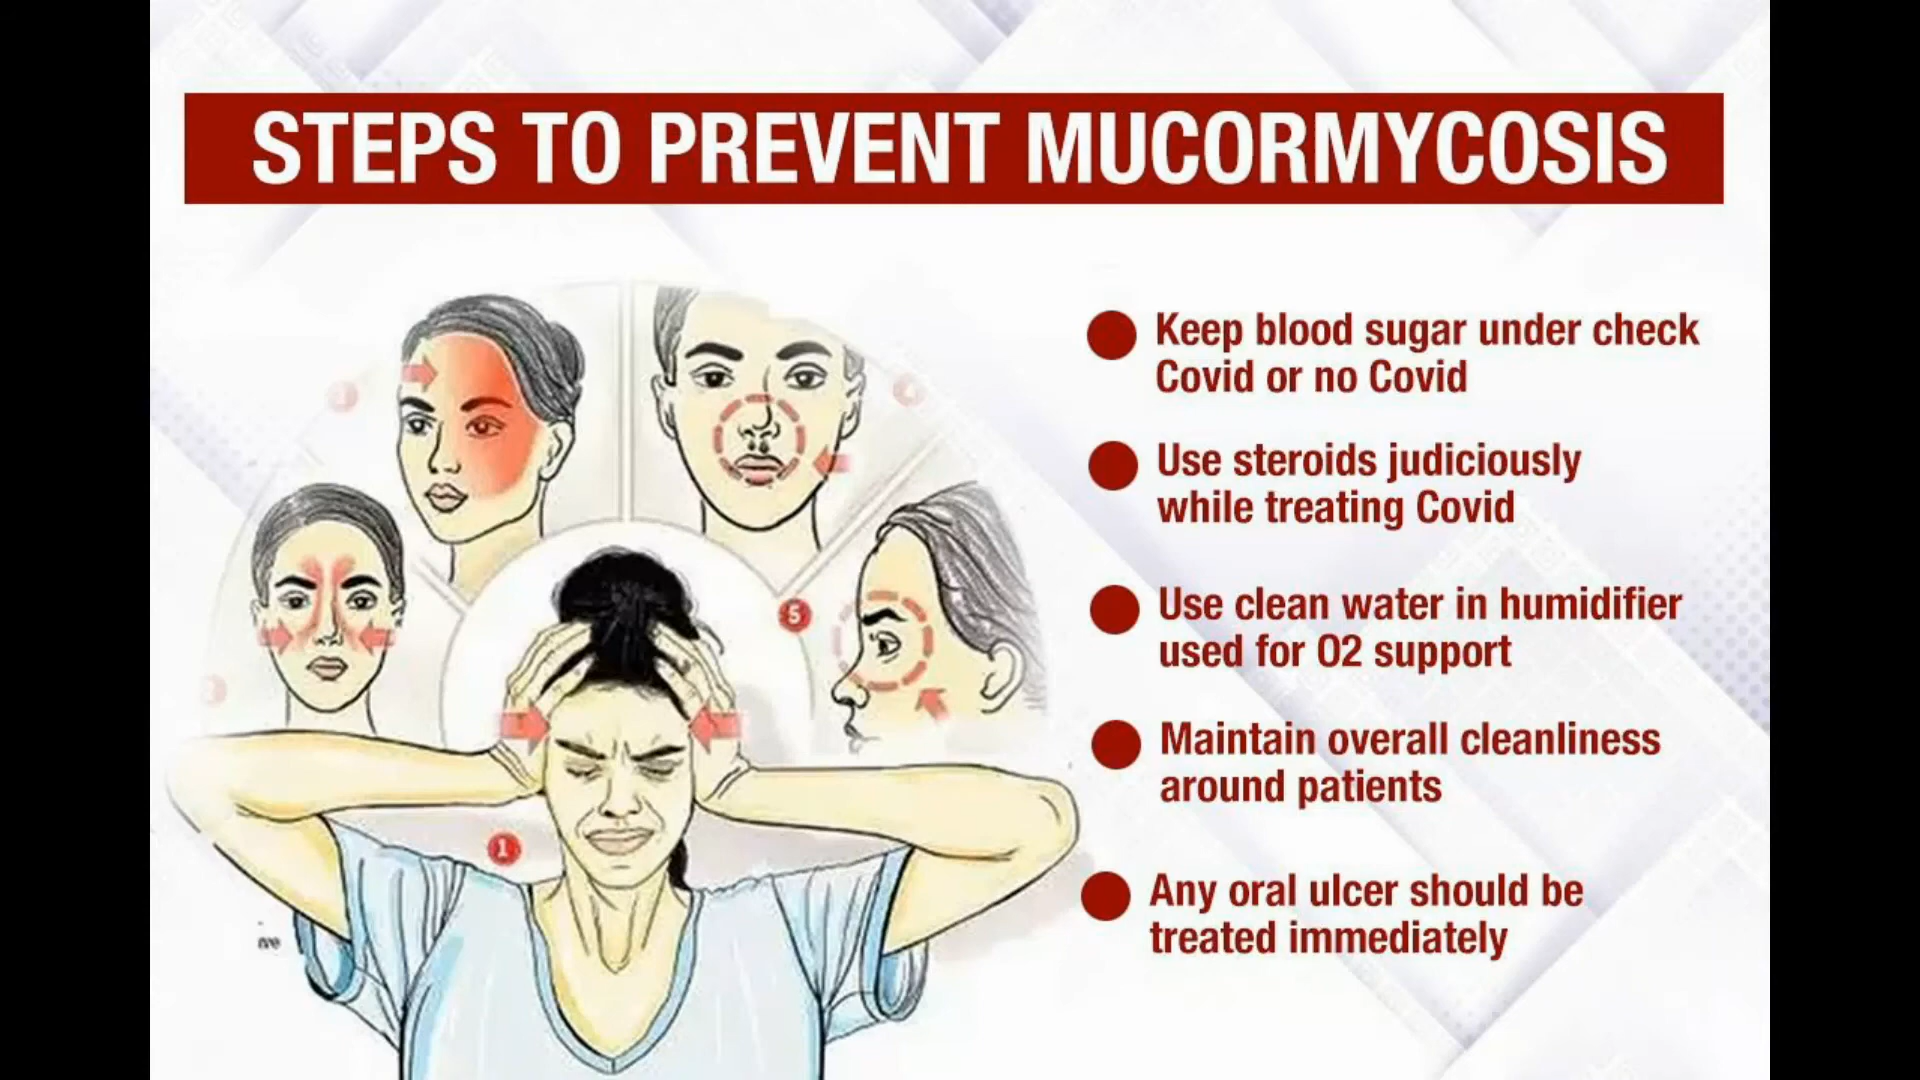 STEPS TO PREVENT MUCORMYCOSIS
Keep blood sugar under check
Covid or no Covid
Use steroids judiciously
while treating Covid
Use clean water in humidifier
used for O2 support
Maintain overall cleanliness
around patients
Any oral ulcer should be
treated immediately
5
1